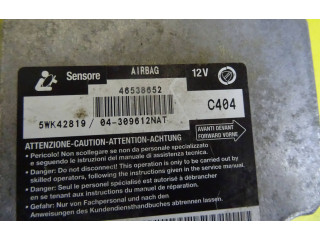 Sensore AIRBAG 12V
46538652
C404
5WK42819 / 04-309612NAT
AVANTI DEVANT
FORWARD VORNE
ATTENZIONE-CAUTION-ATTENTION-ACHTUNG
• Pericolo! Non scollegare se non da personale specializzato
e seguendo le istruzioni del manuale di assistenza tecnica.
• Danger: Do not disconnect! This operation is only to be carried out by
skilled operators, following the instructions given in the service manual.
• Danger: Seul le personel spécialisé est autorisé à débrancher
en se tenant aux instructions du manuel de réparation.
• Gefahr: Nur von Fachpersonal und nach den
Anweisungen des Kundendiensthandbuches abtrennen lassen!